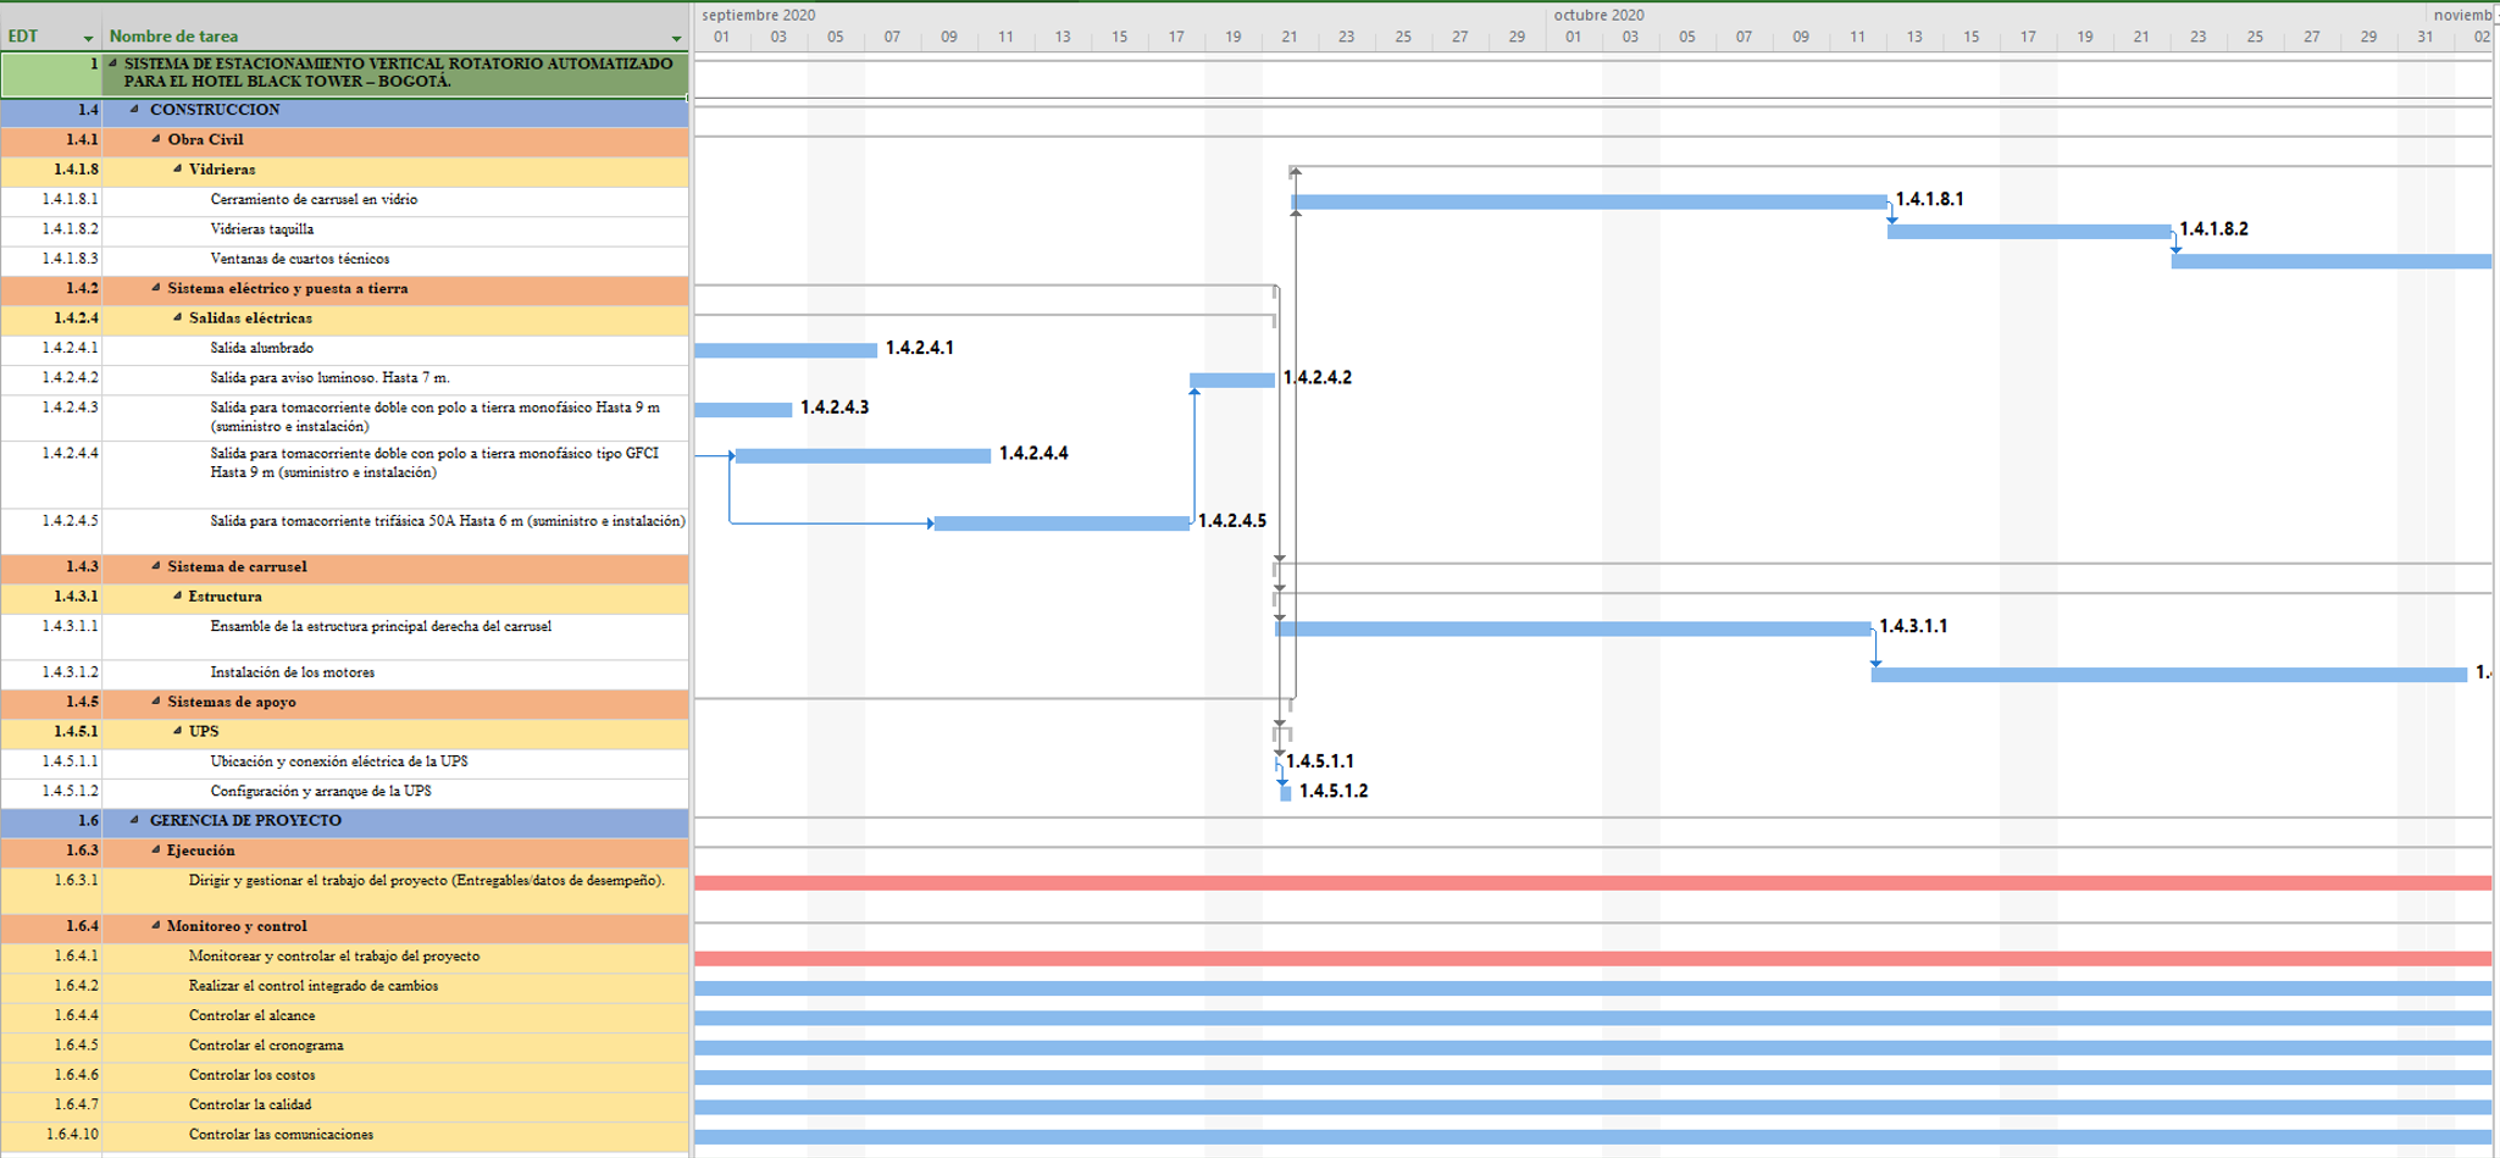 septiembre 2020 octubre 2020 noviemb
EDT Nombre de tarea 01 03 05 07 09 11 13 15 17 19 21 23 25 27 29 01 03 05 07 09 11 13 15 17 19 21 23 25 27 29 31 02
1 SISTEMA DE ESTACIONAMIENTO VERTICAL ROTATORIO AUTOMATIZADO
PARA EL HOTEL BLACK TOWER – BOGOTÁ.
1.4 CONSTRUCCION
1.4.1 Obra Civil
1.4.1.8 Vidrieras
1.4.1.8.1 Cerramiento de carrusel en vidrio 1.4.1.8.1
1.4.1.8.2 Vidrieras taquilla 1.4.1.8.2
1.4.1.8.3 Ventanas de cuartos técnicos
1.4.2 Sistema eléctrico y puesta a tierra
1.4.2.4 Salidas eléctricas
1.4.2.4.1 Salida alumbrado 1.4.2.4.1
1.4.2.4.2 Salida para aviso luminoso. Hasta 7 m. 1.4.2.4.2
1.4.2.4.3 Salida para tomacorriente doble con polo a tierra monofásico Hasta 9 m 1.4.2.4.3
(suministro e instalación)
1.4.2.4.4 Salida para tomacorriente doble con polo a tierra monofásico tipo GFCI 1.4.2.4.4
Hasta 9 m (suministro e instalación)
1.4.2.4.5 Salida para tomacorriente trifásica 50A Hasta 6 m (suministro e instalación) 1.4.2.4.5
1.4.3 Sistema de carrusel
1.4.3.1 Estructura
1.4.3.1.1 Ensamble de la estructura principal derecha del carrusel 1.4.3.1.1
1.4.3.1.2 Instalación de los motores 1.
1.4.5 Sistemas de apoyo
1.4.5.1 UPS
1.4.5.1.1 Ubicación y conexión eléctrica de la UPS 1.4.5.1.1
1.4.5.1.2 Configuración y arranque de la UPS 1.4.5.1.2
1.6 GERENCIA DE PROYECTO
1.6.3 Ejecución
1.6.3.1 Dirigir y gestionar el trabajo del proyecto (Entregables/datos de desempeño).
1.6.4 Monitoreo y control
1.6.4.1 Monitorear y controlar el trabajo del proyecto
1.6.4.2 Realizar el control integrado de cambios
1.6.4.4 Controlar el alcance
1.6.4.5 Controlar el cronograma
1.6.4.6 Controlar los costos
1.6.4.7 Controlar la calidad
1.6.4.10 Controlar las comunicaciones